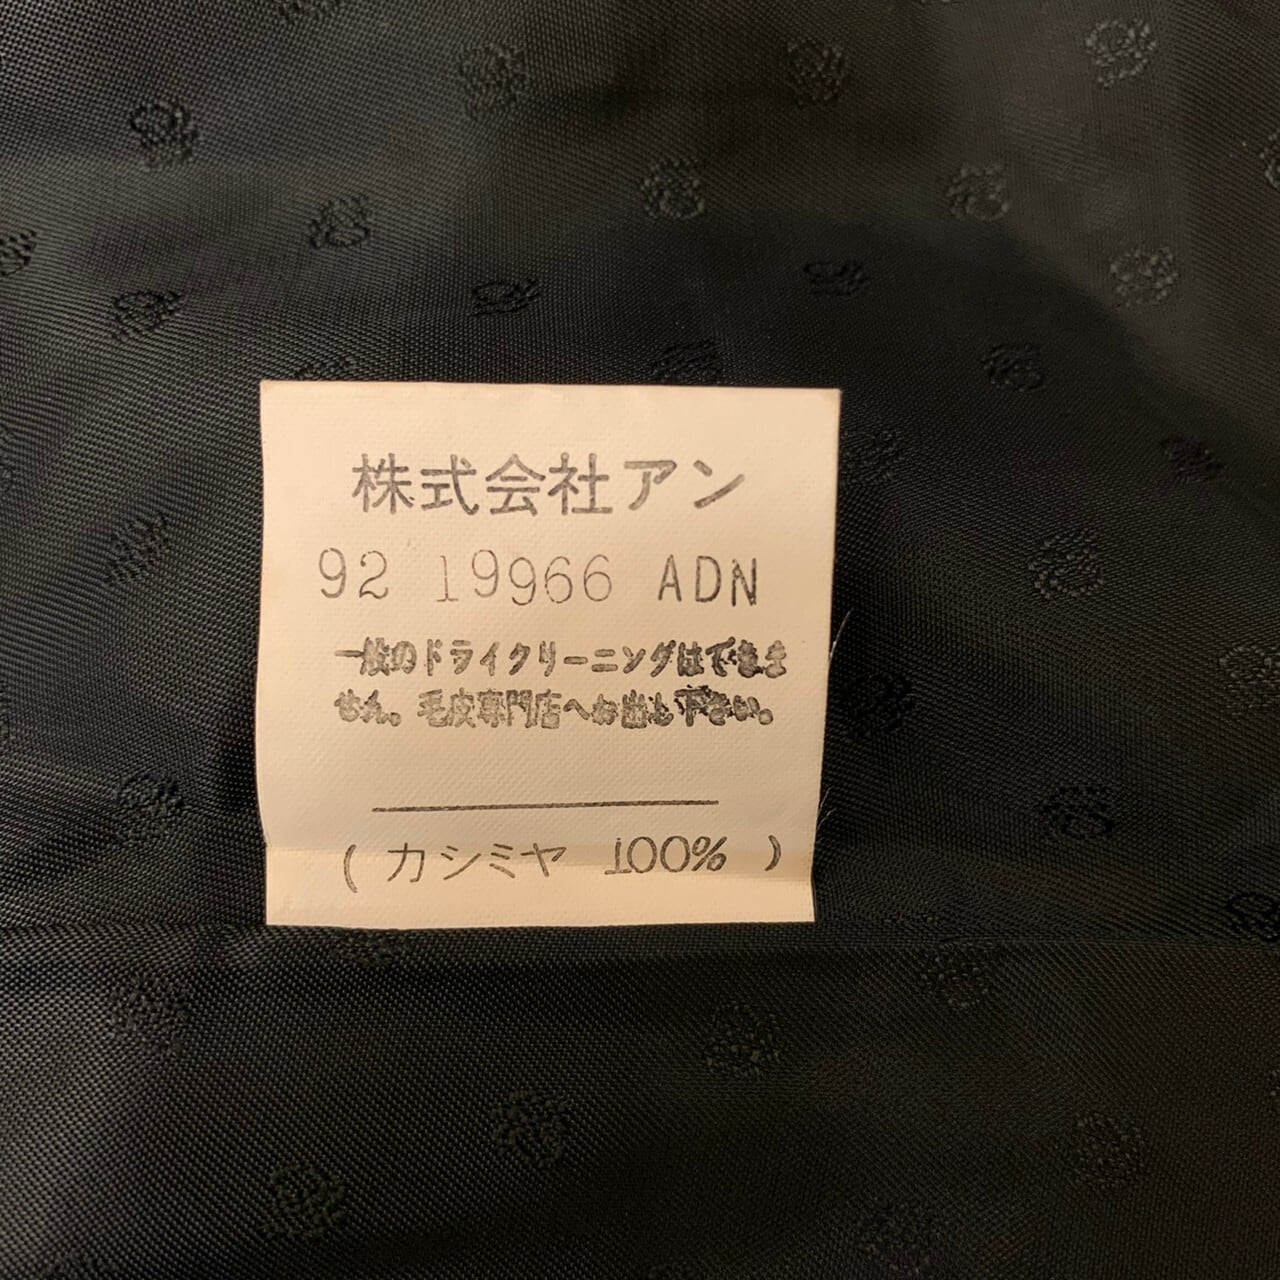 株式会社アン
92 19966 ADN
一般のドライクリーニングはできま
せん。毛皮専門店へお出し下さい。
( カシミヤ 100% )